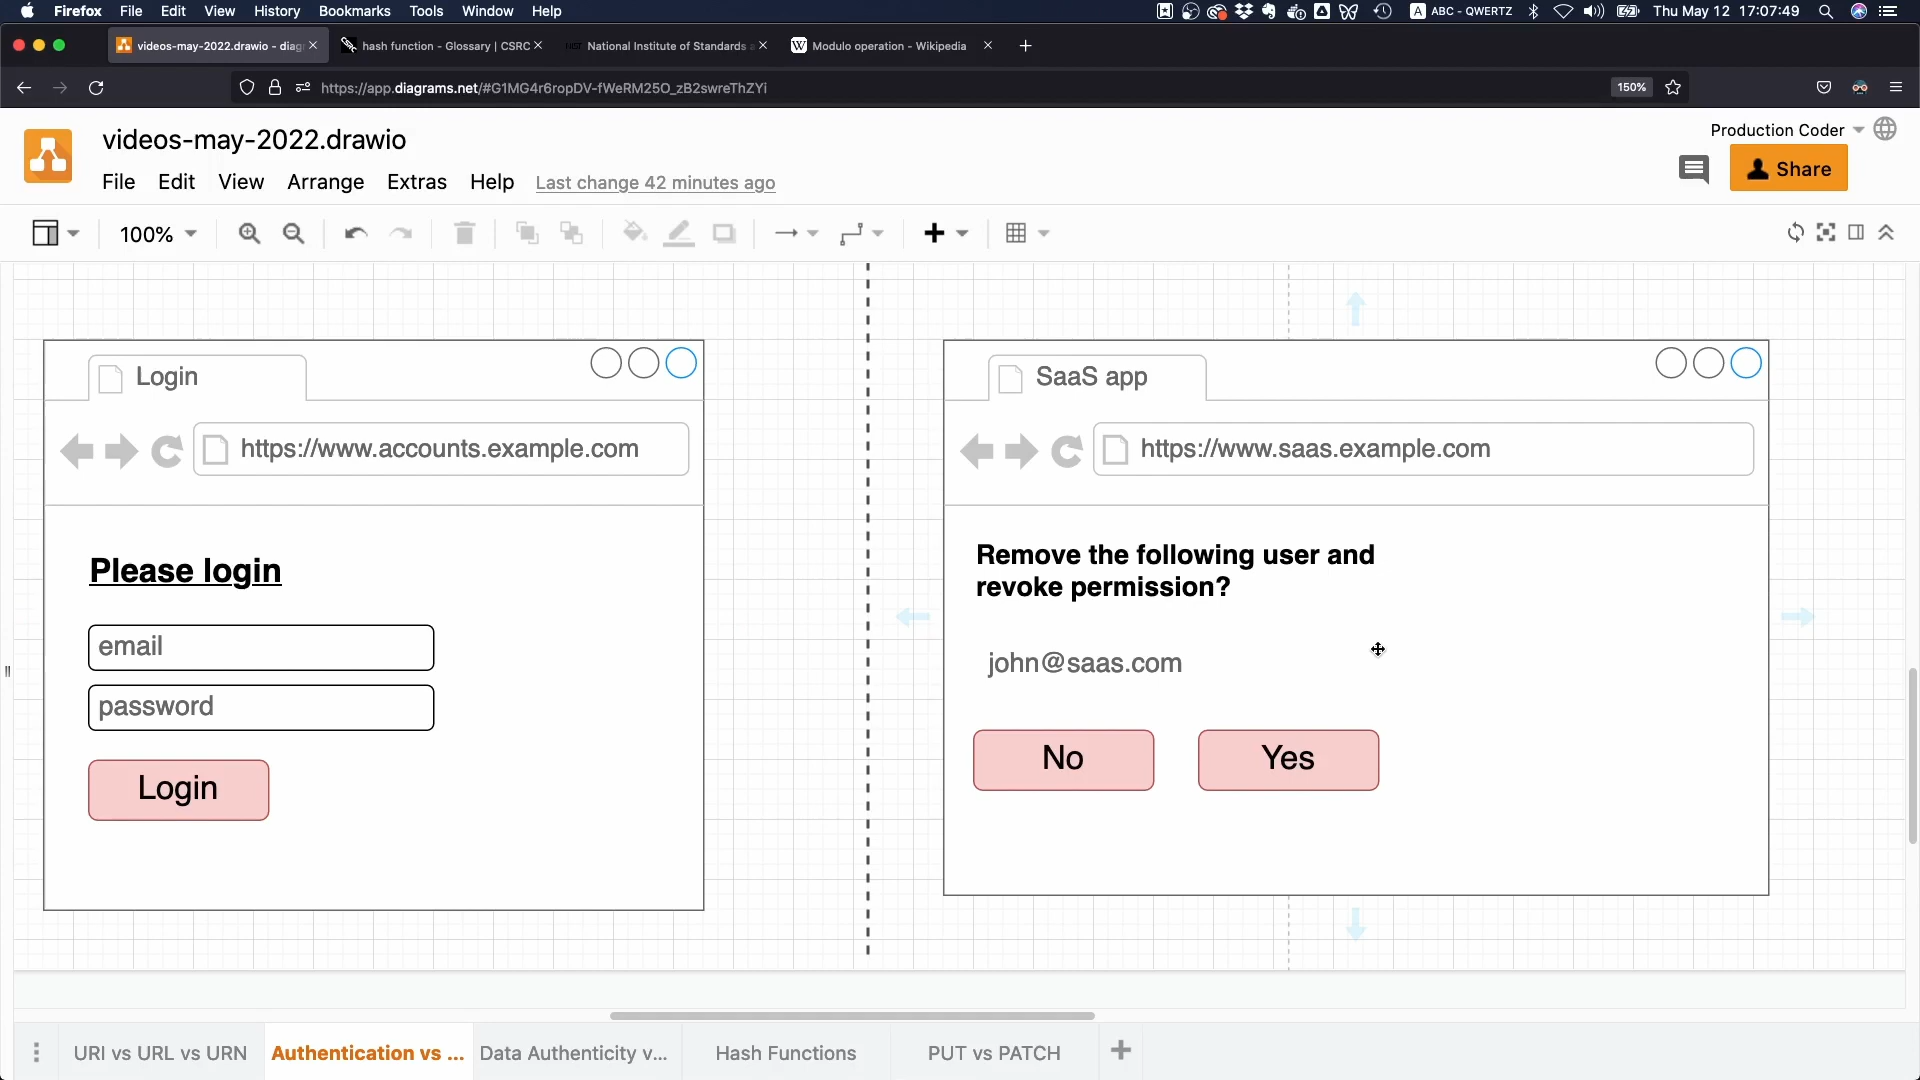 Firefox File Edit View History Bookmarks Tools Window Help
A ABC - QWERTZ Thu May 12 17:07:49
videos-may-2022.drawio - diag
hash function - Glossary | CSRC
National Institute of Standards a
W Modulo operation - Wikipedia
https://app.diagrams.net/#G1MG4r6ropDV-fWeRM25O_zB2swreThZYi
150%
videos-may-2022.drawio
Production Coder
File Edit View Arrange Extras Help Last change 42 minutes ago
Share
100%
Login
https://www.accounts.example.com
Please login
email
password
Login
SaaS app
https://www.saas.example.com
Remove the following user and
revoke permission?
john@saas.com
No
Yes
URI vs URL vs URN
Authentication vs ...
Data Authenticity v...
Hash Functions
PUT vs PATCH